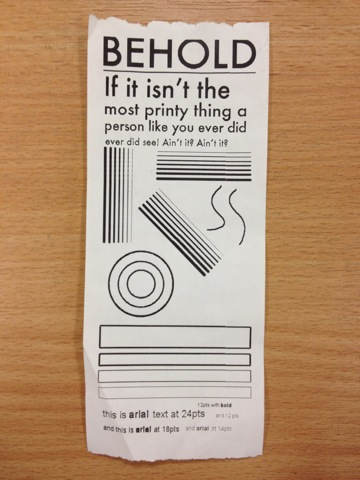 BEHOLD
If it isn't the
most printy thing a
person like you ever did
ever did see! Ain't it? Ain't it?
12pts with bold
this is arial text at 24pts and 12 pts
and this is ariel at 18pts and arial at 14pts